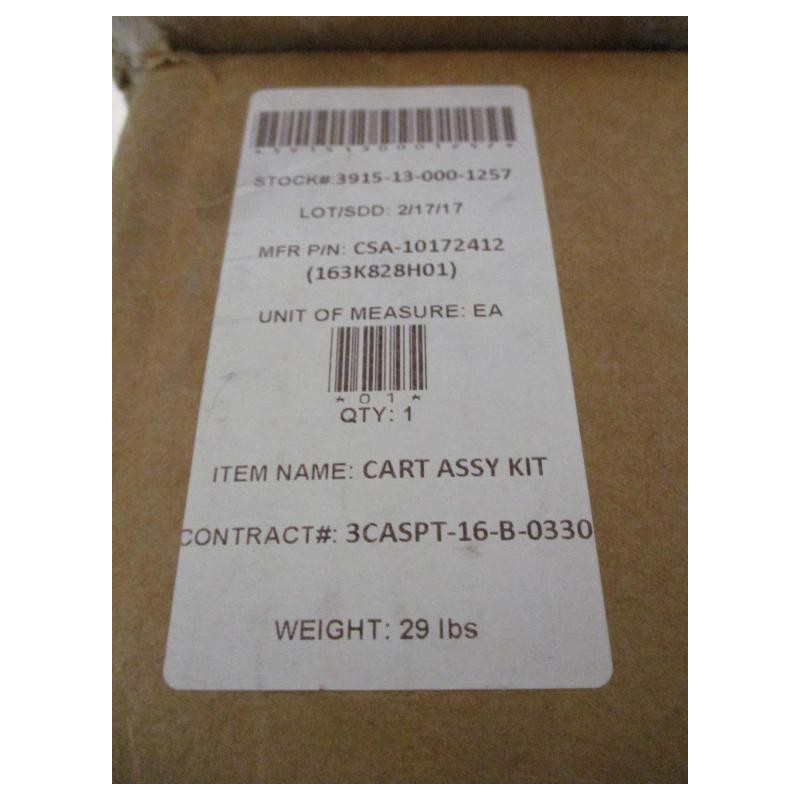 *3915130001257*
STOCK#:3915-13-000-1257
LOT/SDD: 2/17/17
MFR P/N: CSA-10172412
(163K828H01)
UNIT OF MEASURE: EA
*01*
QTY: 1
ITEM NAME: CART ASSY KIT
CONTRACT#: 3CASPT-16-B-0330
WEIGHT: 29 lbs